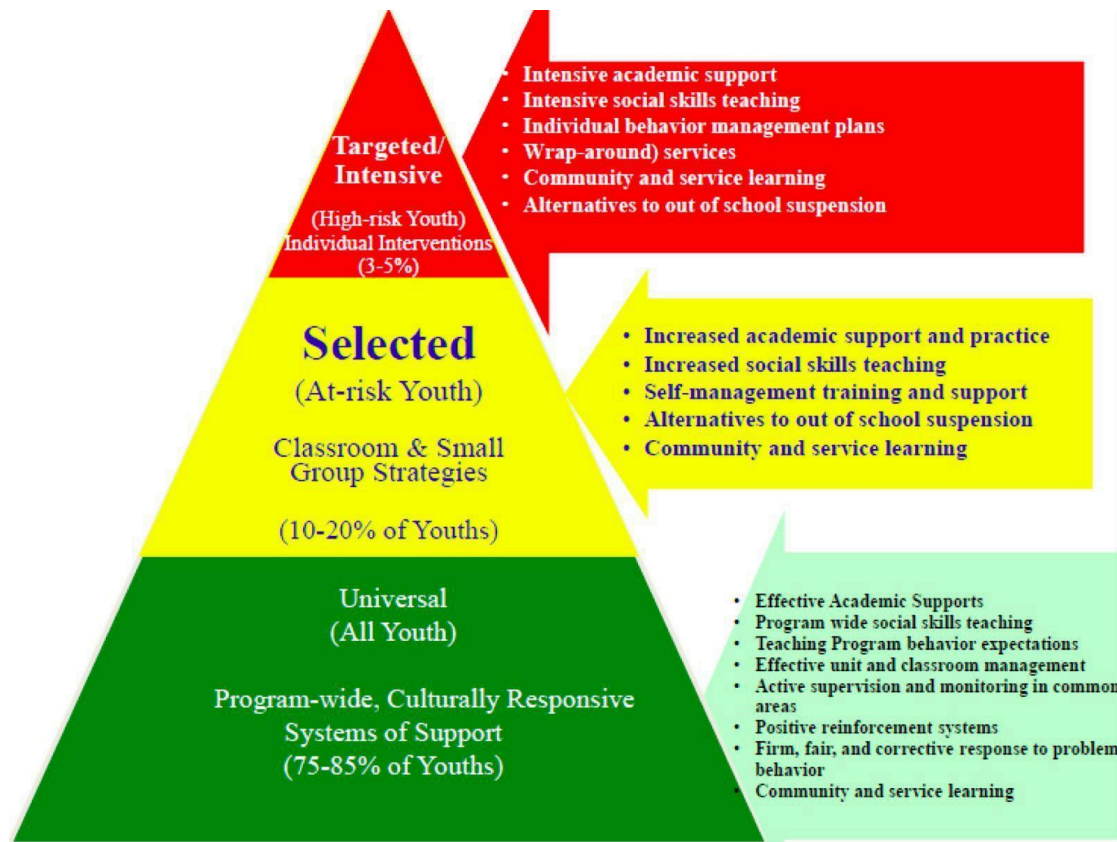 Targeted/
Intensive
(High-risk Youth)
Individual Interventions
(3-5%)
• Intensive academic support
• Intensive social skills teaching
• Individual behavior management plans
• Wrap-around) services
• Community and service learning
• Alternatives to out of school suspension
Selected
(At-risk Youth)
Classroom & Small
Group Strategies
(10-20% of Youths)
• Increased academic support and practice
• Increased social skills teaching
• Self-management training and support
• Alternatives to out of school suspension
• Community and service learning
Universal
(All Youth)
Program-wide, Culturally Responsive
Systems of Support
(75-85% of Youths)
• Effective Academic Supports
• Program wide social skills teaching
• Teaching Program behavior expectations
• Effective unit and classroom management
• Active supervision and monitoring in common
areas
• Positive reinforcement systems
• Firm, fair, and corrective response to problem
behavior
• Community and service learning